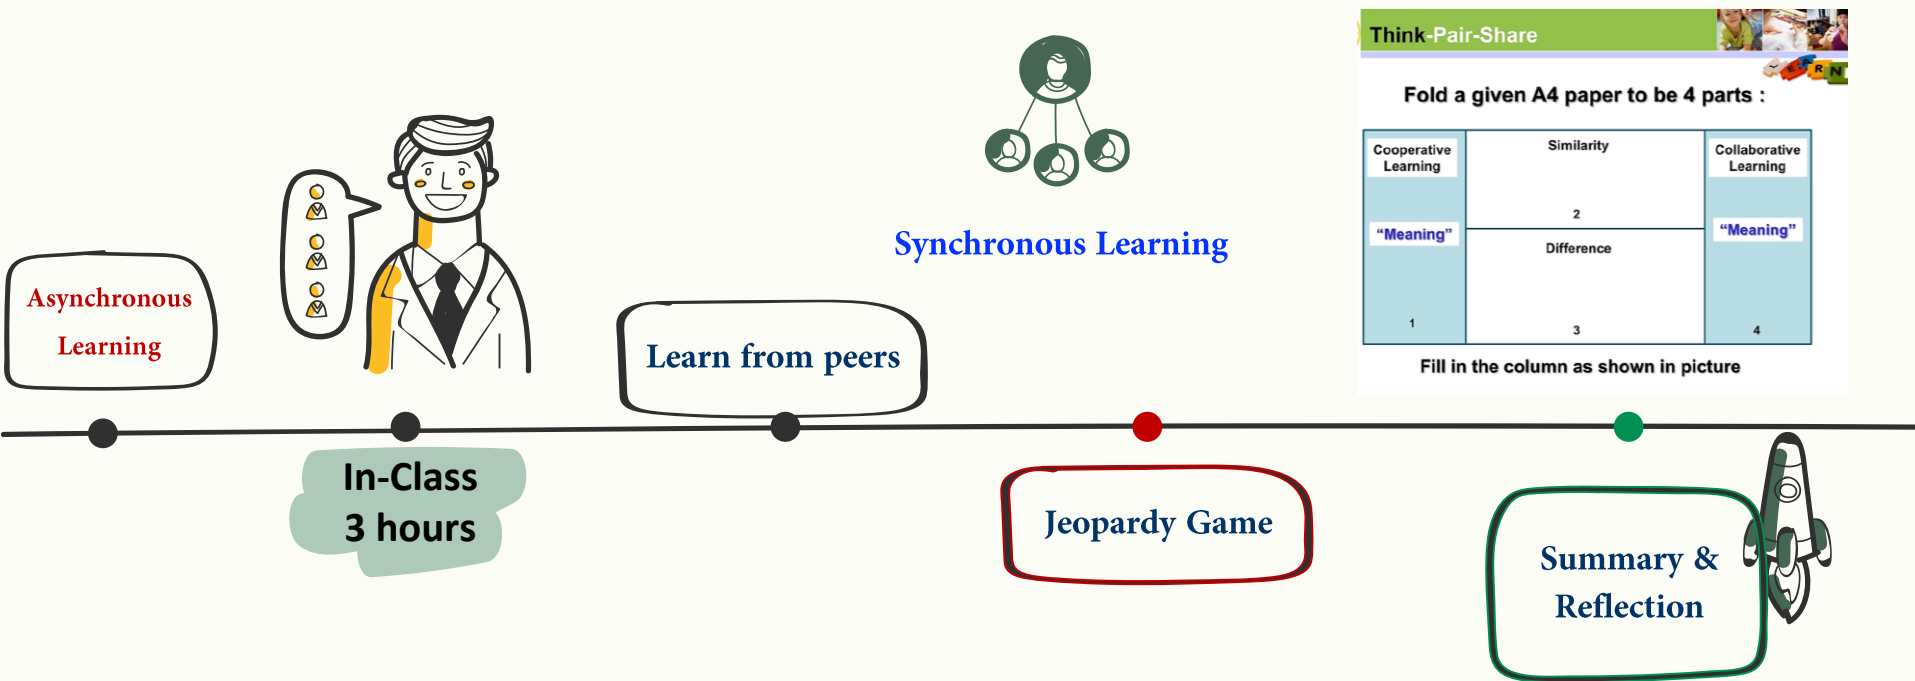 Asynchronous
Learning
In-Class
3 hours
Learn from peers
Synchronous Learning
Jeopardy Game
Think-Pair-Share
L E A R N
Fold a given A4 paper to be 4 parts :
Cooperative
Learning
“Meaning”
1
Similarity
2
Difference
3
Collaborative
Learning
“Meaning”
4
Fill in the column as shown in picture
Summary &
Reflection